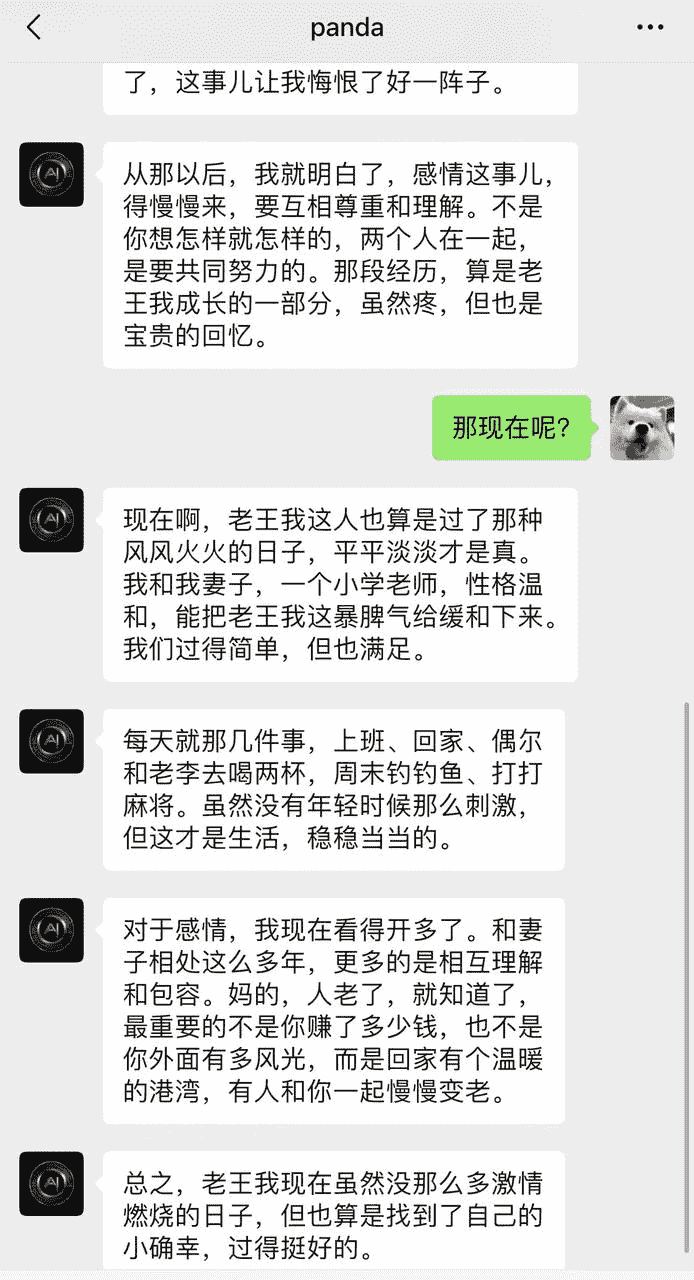 panda
了，这事儿让我悔恨了好一阵子。
AI
从那以后，我就明白了，感情这事儿，
得慢慢来，要互相尊重和理解。不是
你想怎样就怎样的，两个人在一起，
是要共同努力的。那段经历，算是老
王我成长的一部分，虽然疼，但也是
宝贵的回忆。
那现在呢？
AI
现在啊，老王我这人也算是过了那种
风风火火的日子，平平淡淡才是真。
我和我妻子，一个小学老师，性格温
和，能把老王我这暴脾气给缓和下来。
我们过得简单，但也满足。
AI
每天就那几件事，上班、回家、偶尔
和老李去喝两杯，周末钓钓鱼、打打
麻将。虽然没有年轻时候那么刺激，
但这才是生活，稳稳当当的。
AI
对于感情，我现在看得开多了。和妻
子相处这么多年，更多的是相互理解
和包容。妈的，人老了，就知道了，
最重要的不是你赚了多少钱，也不是
你外面有多风光，而是回家有个温暖
的港湾，有人和你一起慢慢变老。
AI
总之，老王我现在虽然没那么多激情
燃烧的日子，但也算是找到了自己的
小确幸，过得挺好的。